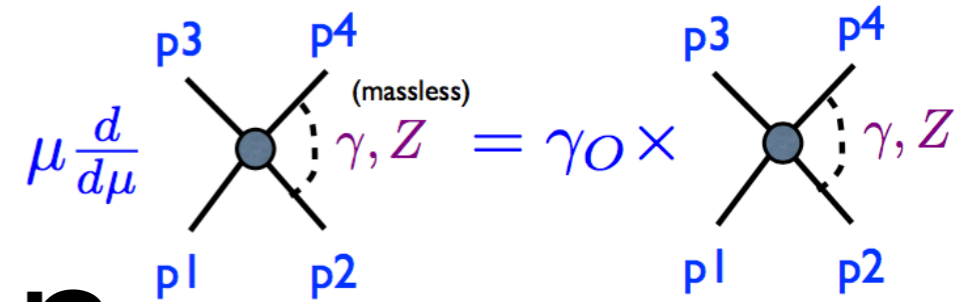 p3 p4 p3 p4
(massless)
μ d/dμ γ, Z = γ_O × γ, Z
p1 p2 p1 p2